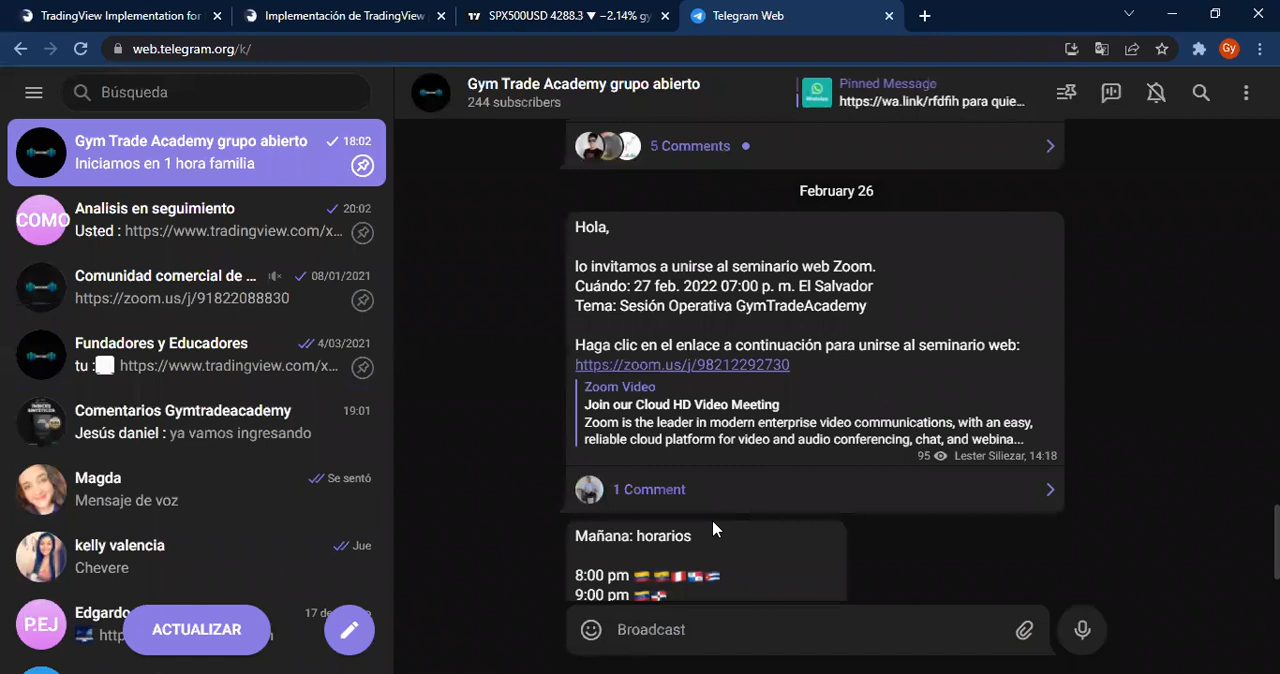 TradingView Implementation for
Implementación de TradingView
SPX500USD 4288.3 ▼ −2.14% gy
Telegram Web
web.telegram.org/k/
Gy
Búsqueda
Gym Trade Academy grupo abierto
244 subscribers
Pinned Message
https://wa.link/rfdfih para quie...
Gym Trade Academy grupo abierto
18:02
Iniciamos en 1 hora familia
COMO
Analisis en seguimiento
20:02
Usted : https://www.tradingview.com/x...
Comunidad comercial de ...
08/01/2021
https://zoom.us/j/91822088830
Fundadores y Educadores
4/03/2021
tu : https://www.tradingview.com/x...
Comentarios Gymtradeacademy
19:01
Jesús daniel : ya vamos ingresando
Magda
Se sentó
Mensaje de voz
kelly valencia
Jue
Chevere
P.EJ
Edgardo
17 de
ACTUALIZAR
5 Comments
February 26
Hola,
lo invitamos a unirse al seminario web Zoom.
Cuándo: 27 feb. 2022 07:00 p. m. El Salvador
Tema: Sesión Operativa GymTradeAcademy
Haga clic en el enlace a continuación para unirse al seminario web:
https://zoom.us/j/98212292730
Zoom Video
Join our Cloud HD Video Meeting
Zoom is the leader in modern enterprise video communications, with an easy,
reliable cloud platform for video and audio conferencing, chat, and webina...
95 Lester Siliezar, 14:18
1 Comment
Mañana: horarios
8:00 pm 🇨🇴🇪🇨🇵🇪🇵🇦🇨🇺
9:00 pm 🇻🇪🇩🇴
Broadcast